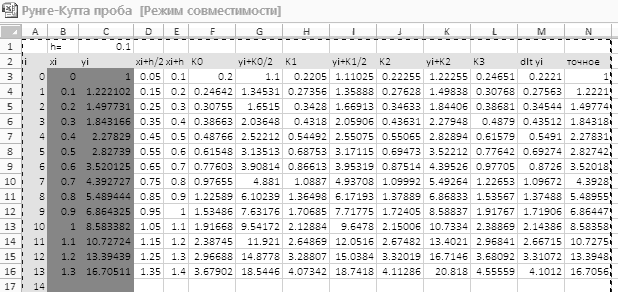 Рунге-Кутта проба [Режим совместимости]
A B C D E F G H I J K L M N
1 h= 0.1
2 i xi yi xi+h/2 xi+h K0 yi+K0/2 K1 yi+K1/2 K2 yi+K2 K3 dlt yi точное
3 0 0 1 0.05 0.1 0.2 1.1 0.2205 1.11025 0.22255 1.22255 0.24651 0.2221 1
4 1 0.1 1.222102 0.15 0.2 0.24642 1.34531 0.27356 1.35888 0.27628 1.49838 0.30768 0.27563 1.2221
5 2 0.2 1.497731 0.25 0.3 0.30755 1.6515 0.3428 1.66913 0.34633 1.84406 0.38681 0.34544 1.49774
6 3 0.3 1.843166 0.35 0.4 0.38663 2.03648 0.4318 2.05906 0.43631 2.27948 0.4879 0.43512 1.84318
7 4 0.4 2.27829 0.45 0.5 0.48766 2.52212 0.54492 2.55075 0.55065 2.82894 0.61579 0.5491 2.27831
8 5 0.5 2.82739 0.55 0.6 0.61548 3.13513 0.68753 3.17115 0.69473 3.52212 0.77642 0.69274 2.82742
9 6 0.6 3.520125 0.65 0.7 0.77603 3.90814 0.86613 3.95319 0.87514 4.39526 0.97705 0.8726 3.52018
10 7 0.7 4.392727 0.75 0.8 0.97655 4.881 1.0887 4.93708 1.09992 5.49264 1.22653 1.09672 4.3928
11 8 0.8 5.489444 0.85 0.9 1.22589 6.10239 1.36498 6.17193 1.37889 6.86833 1.53567 1.37488 5.48955
12 9 0.9 6.864325 0.95 1 1.53486 7.63176 1.70685 7.71775 1.72405 8.58837 1.91767 1.71906 6.86447
13 10 1 8.583382 1.05 1.1 1.91668 9.54172 2.12884 9.6478 2.15006 10.7334 2.38869 2.14386 8.58358
14 11 1.1 10.72724 1.15 1.2 2.38745 11.921 2.64869 12.0516 2.67482 13.4021 2.96841 2.66715 10.7275
15 12 1.2 13.39439 1.25 1.3 2.96688 14.8778 3.28807 15.0384 3.32019 16.7146 3.68092 3.31072 13.3948
16 13 1.3 16.70511 1.35 1.4 3.67902 18.5446 4.07342 18.7418 4.11286 20.818 4.55559 4.1012 16.7056
17 14